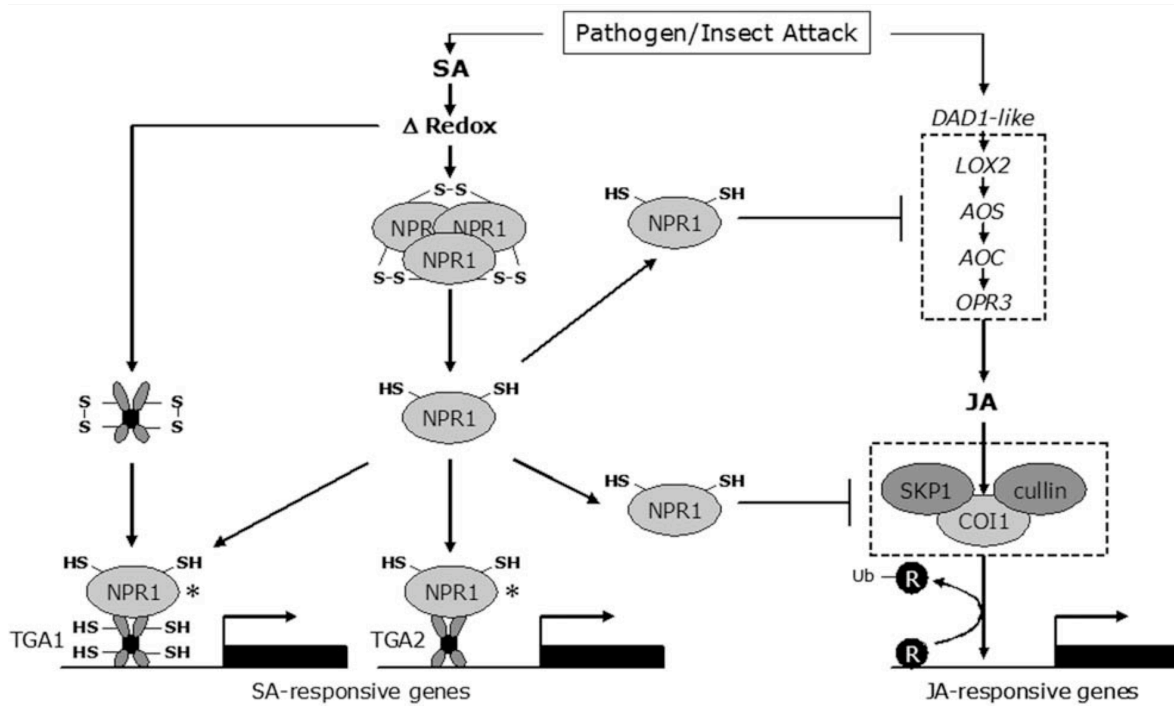 Pathogen/Insect Attack
SA
Δ Redox
DAD1-like
LOX2
AOS
AOC
OPR3
S-S
NPR NPR1
NPR1
S-S S-S
HS SH
NPR1
HS SH
NPR1
S S
S S
JA
HS SH
NPR1
SKP1 cullin
COI1
HS SH
NPR1 *
HS SH
NPR1 *
Ub R
TGA1 HS SH
HS SH
TGA2
R
SA-responsive genes
JA-responsive genes